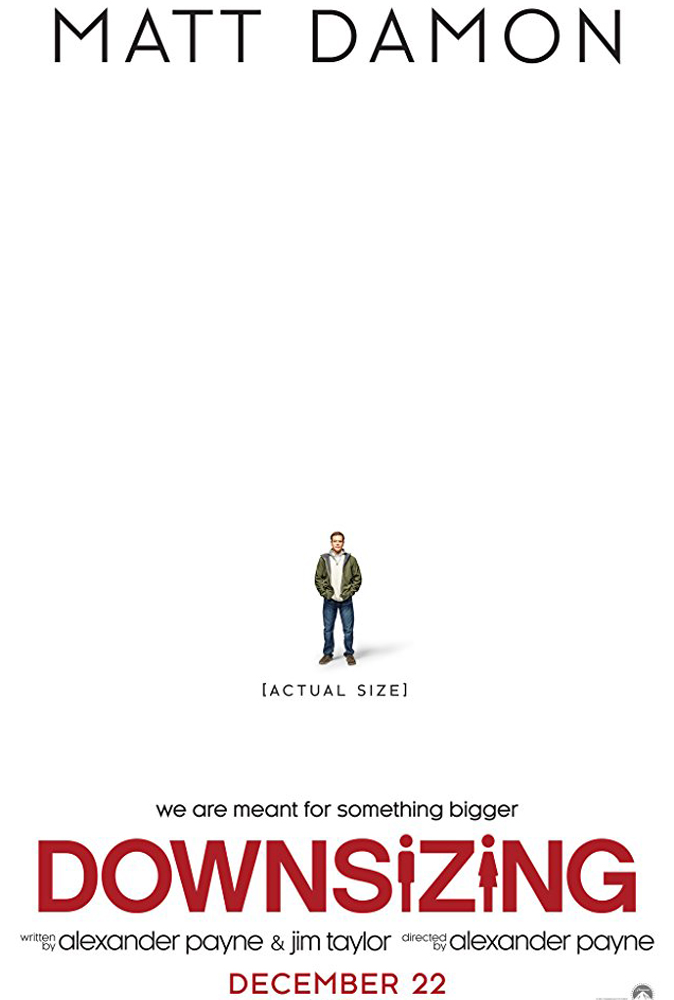 MATT DAMON
[ACTUAL SIZE]
we are meant for something bigger
DOWNSiZiNG
written by alexander payne & jim taylor directed by alexander payne
DECEMBER 22